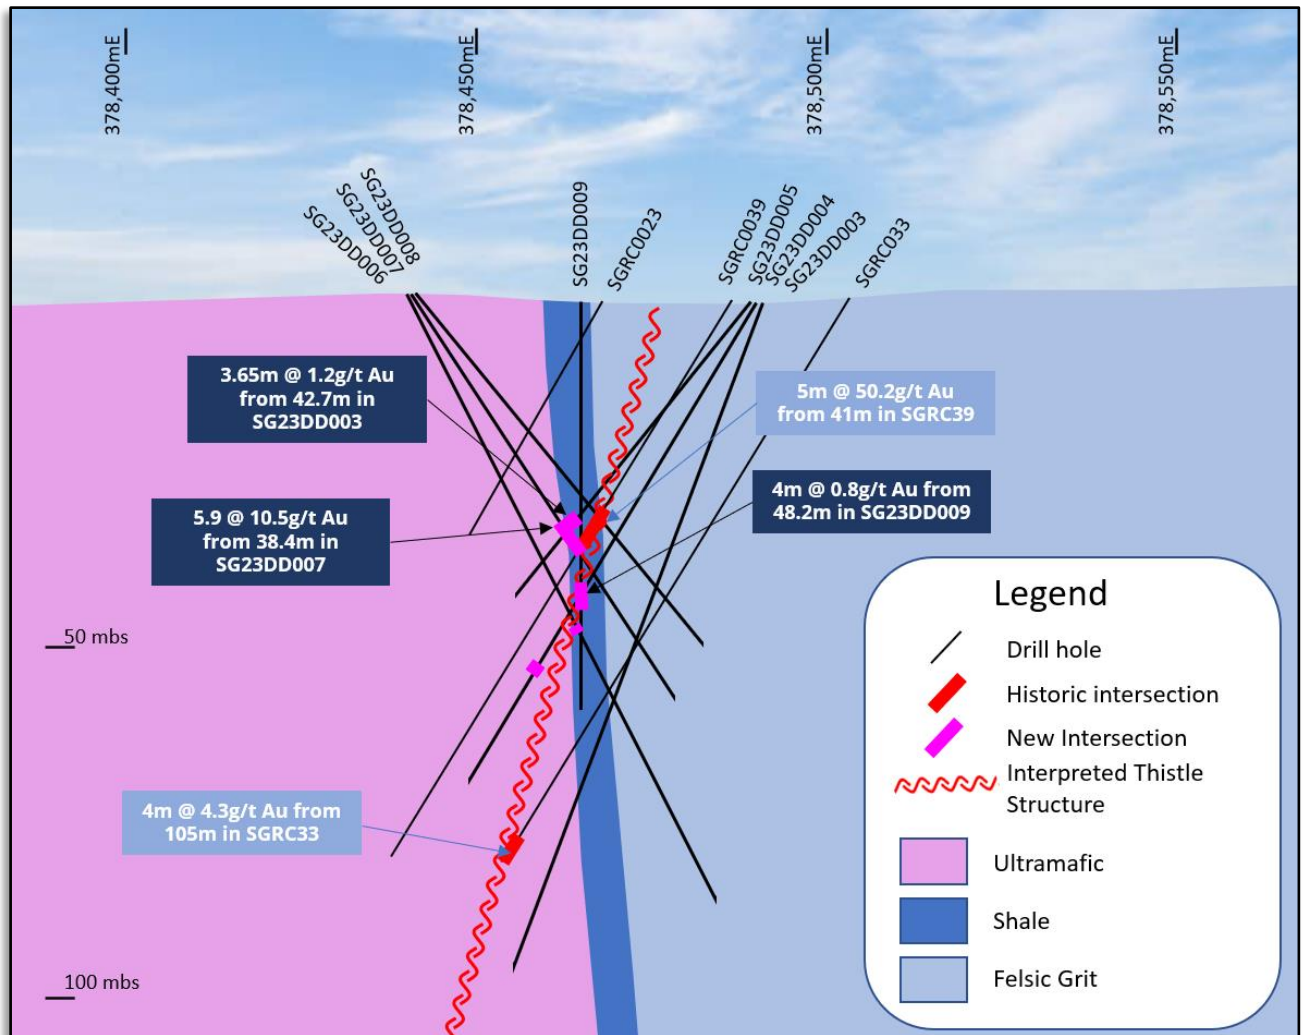 378,400mE
378,450mE
378,500mE
378,550mE
SG23DD006
SG23DD007
SG23DD008
SG23DD009
SGRC0023
SGRC0039
SG23DD005
SG23DD004
SG23DD003
SGRC033
3.65m @ 1.2g/t Au
from 42.7m in
SG23DD003
5m @ 50.2g/t Au
from 41m in SGRC39
4m @ 0.8g/t Au from
48.2m in SG23DD009
5.9 @ 10.5g/t Au
from 38.4m in
SG23DD007
50 mbs
4m @ 4.3g/t Au from
105m in SGRC33
100 mbs
Legend
Drill hole
Historic intersection
New Intersection
Interpreted Thistle
Structure
Ultramafic
Shale
Felsic Grit